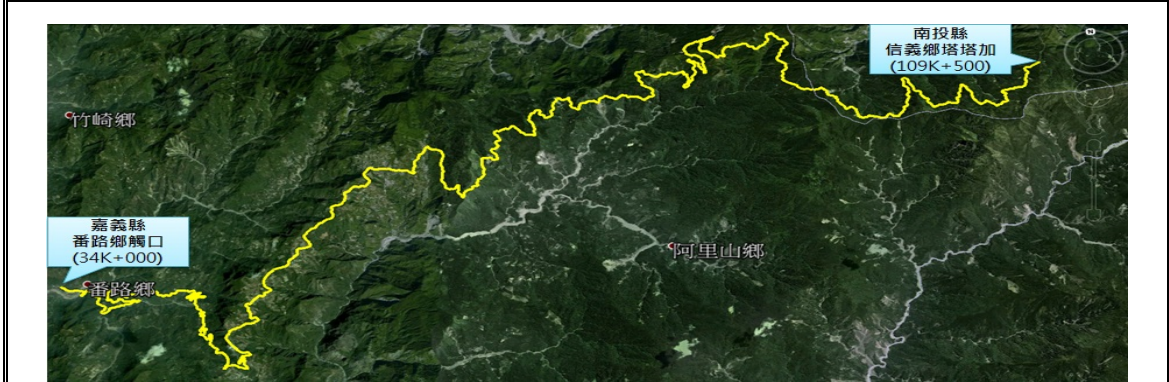 南投縣
信義鄉塔塔加
(109K+500)
N
竹崎鄉
嘉義縣
番路鄉觸口
(34K+000)
阿里山鄉
番路鄉